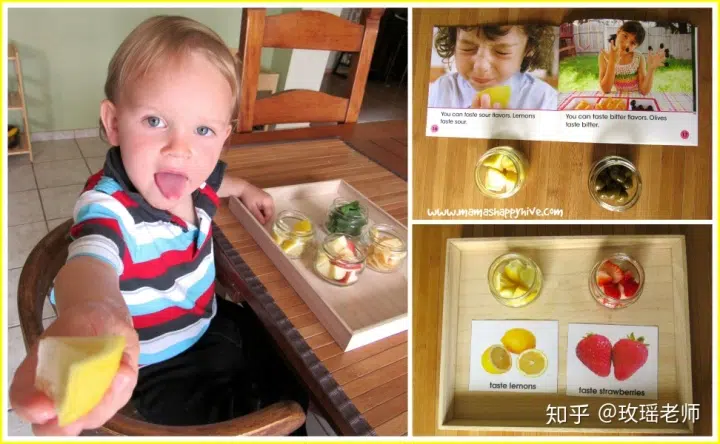 You can taste sour flavors. Lemons
taste sour.
You can taste bitter flavors. Olives
taste bitter.
www.mamashappyhive.com
taste lemons
taste strawberries
知乎 @玫瑶老师